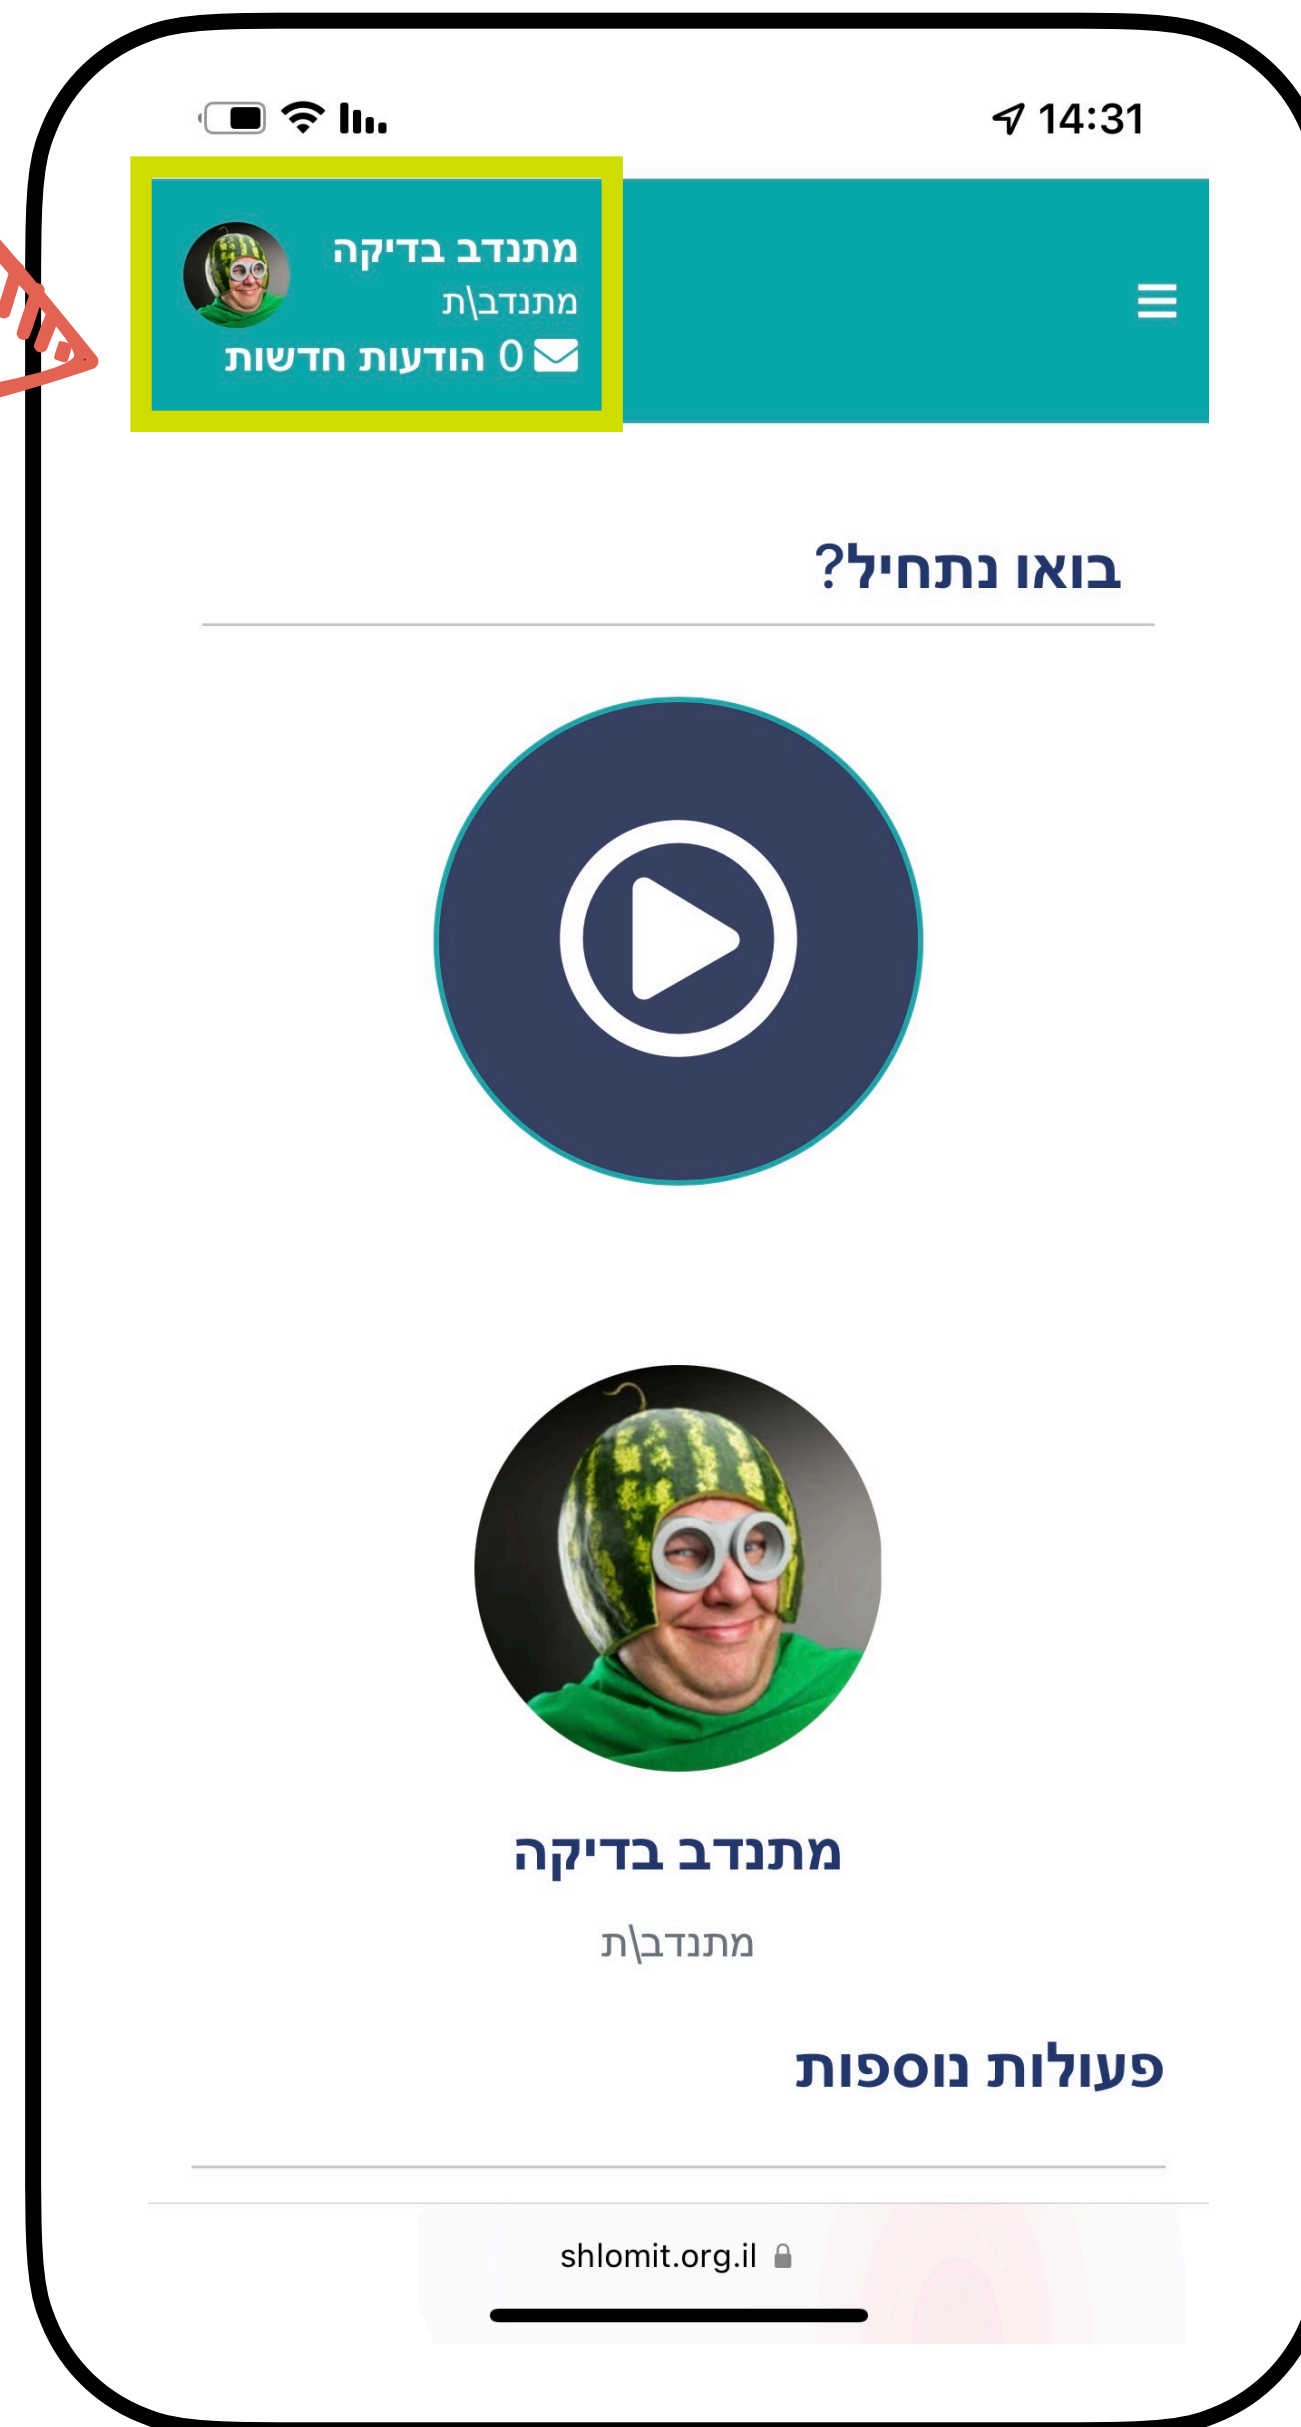 14:31
מתנדב בדיקה
מתנדב\ת
0 הודעות חדשות
בואו נתחיל?
מתנדב בדיקה
מתנדב\ת
פעולות נוספות
shlomit.org.il